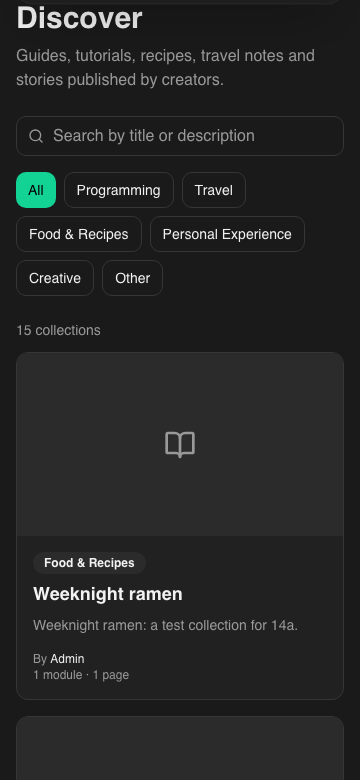 Discover
Guides, tutorials, recipes, travel notes and
stories published by creators.
Search by title or description
All
Programming
Travel
Food & Recipes
Personal Experience
Creative
Other
15 collections
Food & Recipes
Weeknight ramen
Weeknight ramen: a test collection for 14a.
By Admin
1 module · 1 page